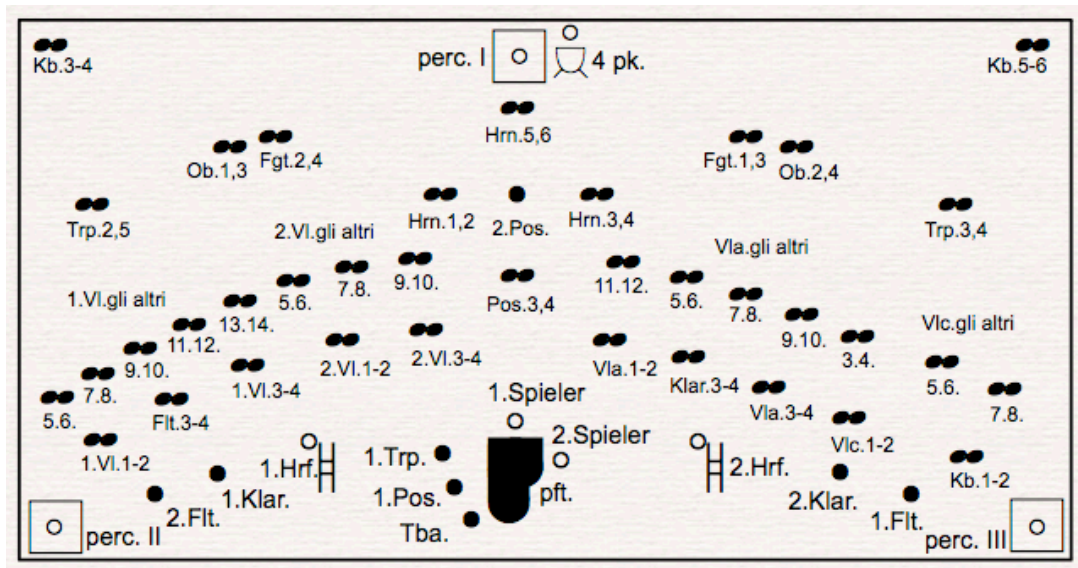 perc. I
4 pk.
Kb.3-4
Kb.5-6
Hrn.5,6
Ob.1,3
Fgt.2,4
Fgt.1,3
Ob.2,4
Trp.2,5
2.Vl.gli altri
Hrn.1,2
2.Pos.
Hrn.3,4
Vla.gli altri
Trp.3,4
1.Vl.gli altri
5.6.
7.8.
9.10.
Pos.3,4
11.12.
5.6.
7.8.
9.10.
3.4.
Vlc.gli altri
5.6.
7.8.
13.14.
11.12.
9.10.
7.8.
5.6.
1.Vl.3-4
2.Vl.1-2
2.Vl.3-4
Vla.1-2
Klar.3-4
Vla.3-4
Vlc.1-2
Flt.3-4
1.Vl.1-2
1.Spieler
2.Spieler
1.Hrf.
1.Trp.
1.Pos.
Tba.
pft.
2.Hrf.
2.Klar.
1.Flt.
Kb.1-2
1.Klar.
2.Flt.
perc. II
perc. III